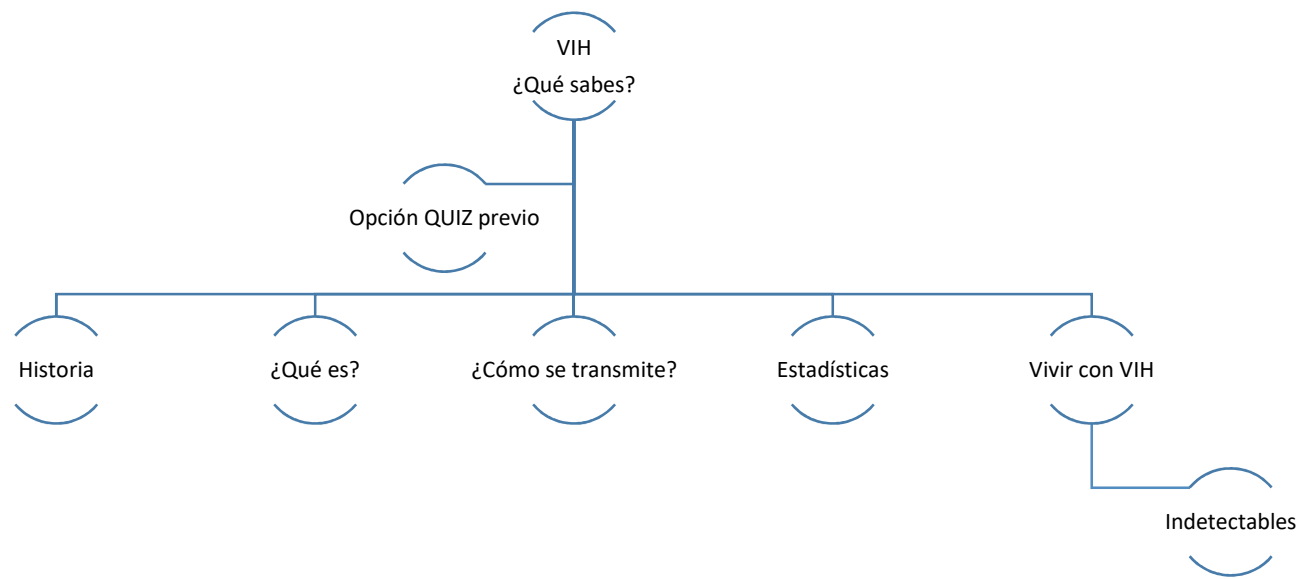 VIH
¿Qué sabes?
Opción QUIZ previo
Historia
¿Qué es?
¿Cómo se transmite?
Estadísticas
Vivir con VIH
Indetectables